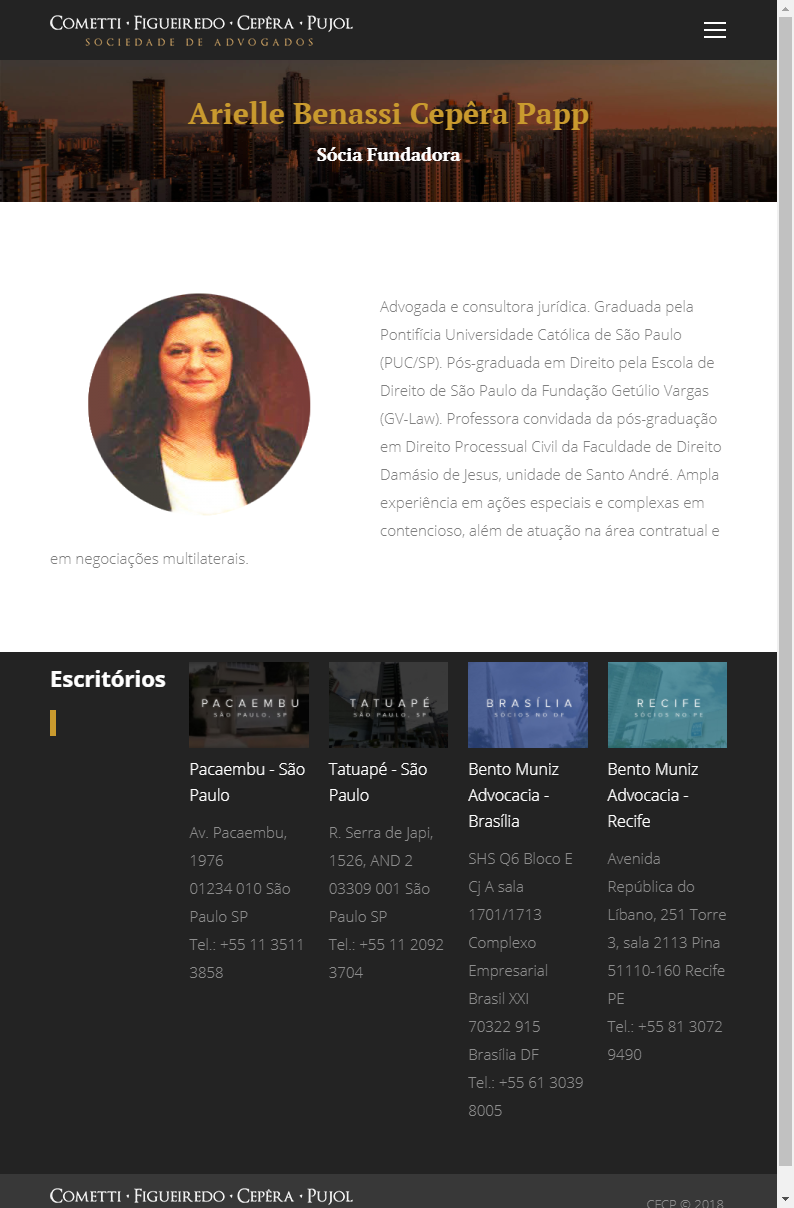 COMETTI · FIGUEIREDO · CEPÊRA · PUJOL
SOCIEDADE DE ADVOGADOS
Arielle Benassi Cepêra Papp
Sócia Fundadora
Advogada e consultora jurídica. Graduada pela
Pontifícia Universidade Católica de São Paulo
(PUC/SP). Pós-graduada em Direito pela Escola de
Direito de São Paulo da Fundação Getúlio Vargas
(GV-Law). Professora convidada da pós-graduação
em Direito Processual Civil da Faculdade de Direito
Damásio de Jesus, unidade de Santo André. Ampla
experiência em ações especiais e complexas em
contencioso, além de atuação na área contratual e
em negociações multilaterais.
Escritórios
PACAEMBU
SÃO PAULO, SP
Pacaembu - São
Paulo
Av. Pacaembu,
1976
01234 010 São
Paulo SP
Tel.: +55 11 3511
3858
TATUAPÉ
SÃO PAULO, SP
Tatuapé - São
Paulo
R. Serra de Japi,
1526, AND 2
03309 001 São
Paulo SP
Tel.: +55 11 2092
3704
BRASÍLIA
SÓCIOS NO DF
Bento Muniz
Advocacia -
Brasília
SHS Q6 Bloco E
Cj A sala
1701/1713
Complexo
Empresarial
Brasil XXI
70322 915
Brasília DF
Tel.: +55 61 3039
8005
RECIFE
SÓCIOS NO PE
Bento Muniz
Advocacia -
Recife
Avenida
República do
Líbano, 251 Torre
3, sala 2113 Pina
51110-160 Recife
PE
Tel.: +55 81 3072
9490
COMETTI · FIGUEIREDO · CEPÊRA · PUJOL
CFCP © 2018